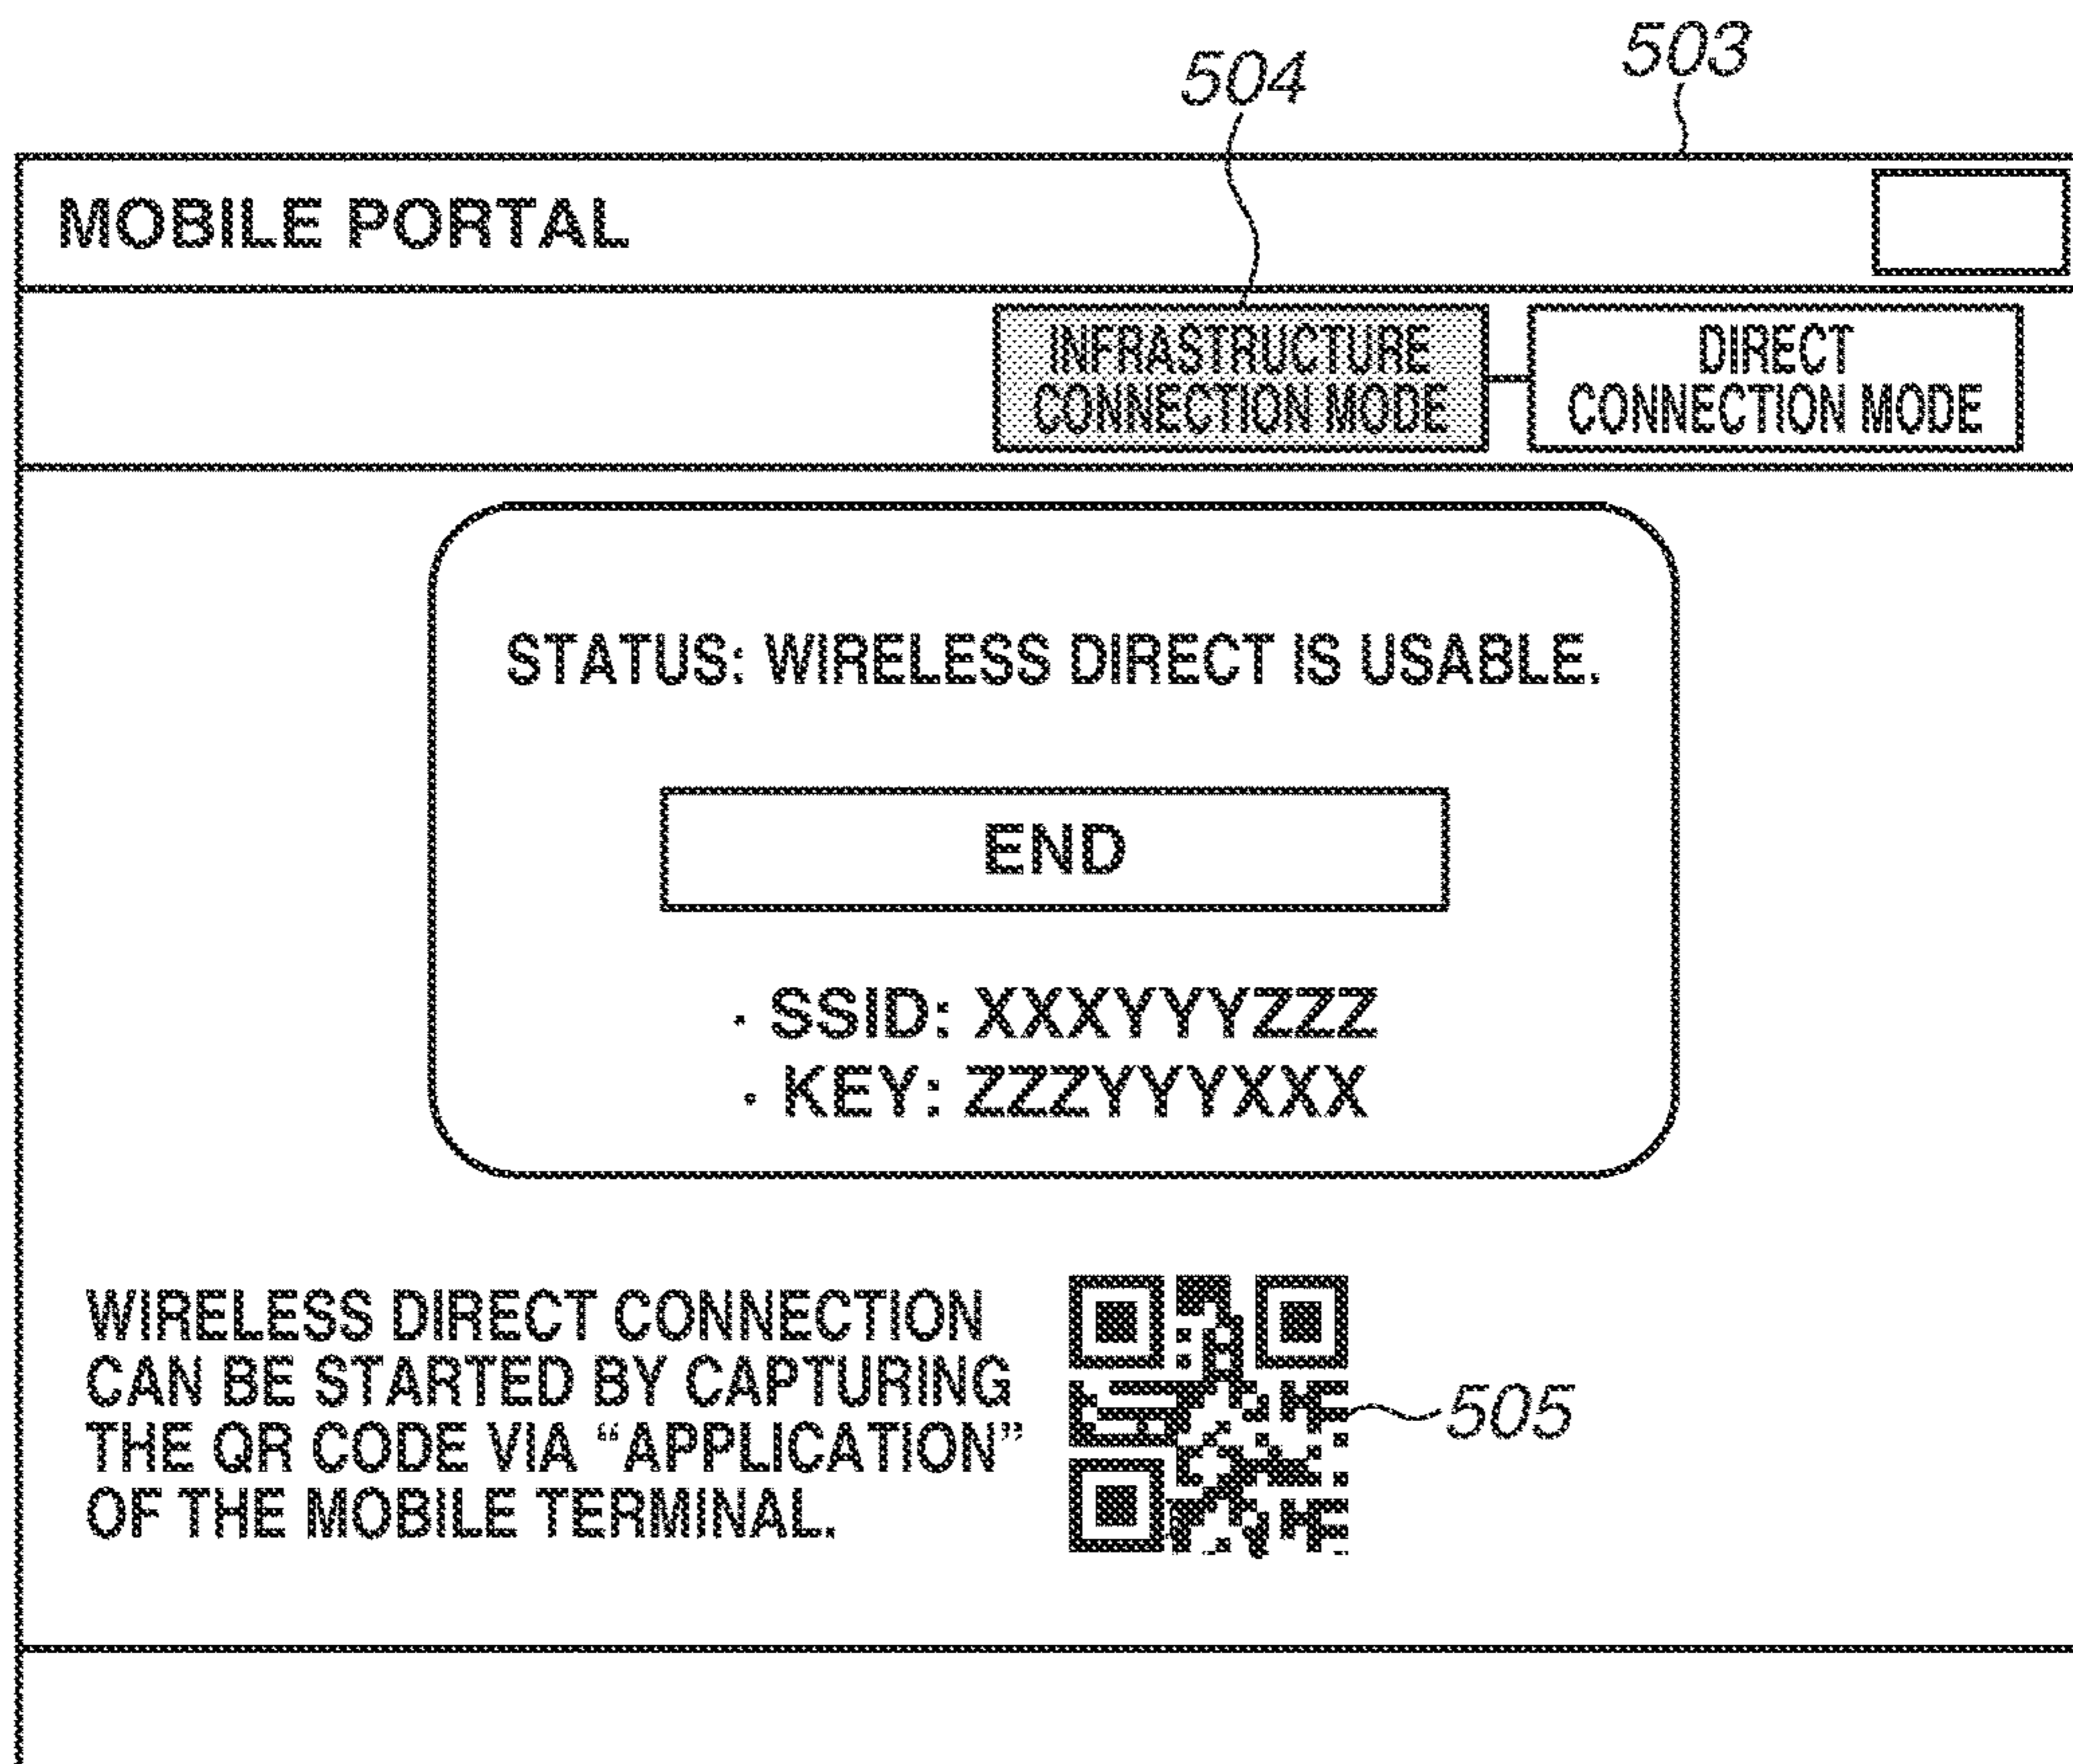 504
503
MOBILE PORTAL
INFRASTRUCTURE
CONNECTION MODE
DIRECT
CONNECTION MODE
STATUS: WIRELESS DIRECT IS USABLE.
END
· SSID: XXXYYYZZZ
· KEY: ZZZYYYXXX
WIRELESS DIRECT CONNECTION
CAN BE STARTED BY CAPTURING
THE QR CODE VIA “APPLICATION”
OF THE MOBILE TERMINAL.
505